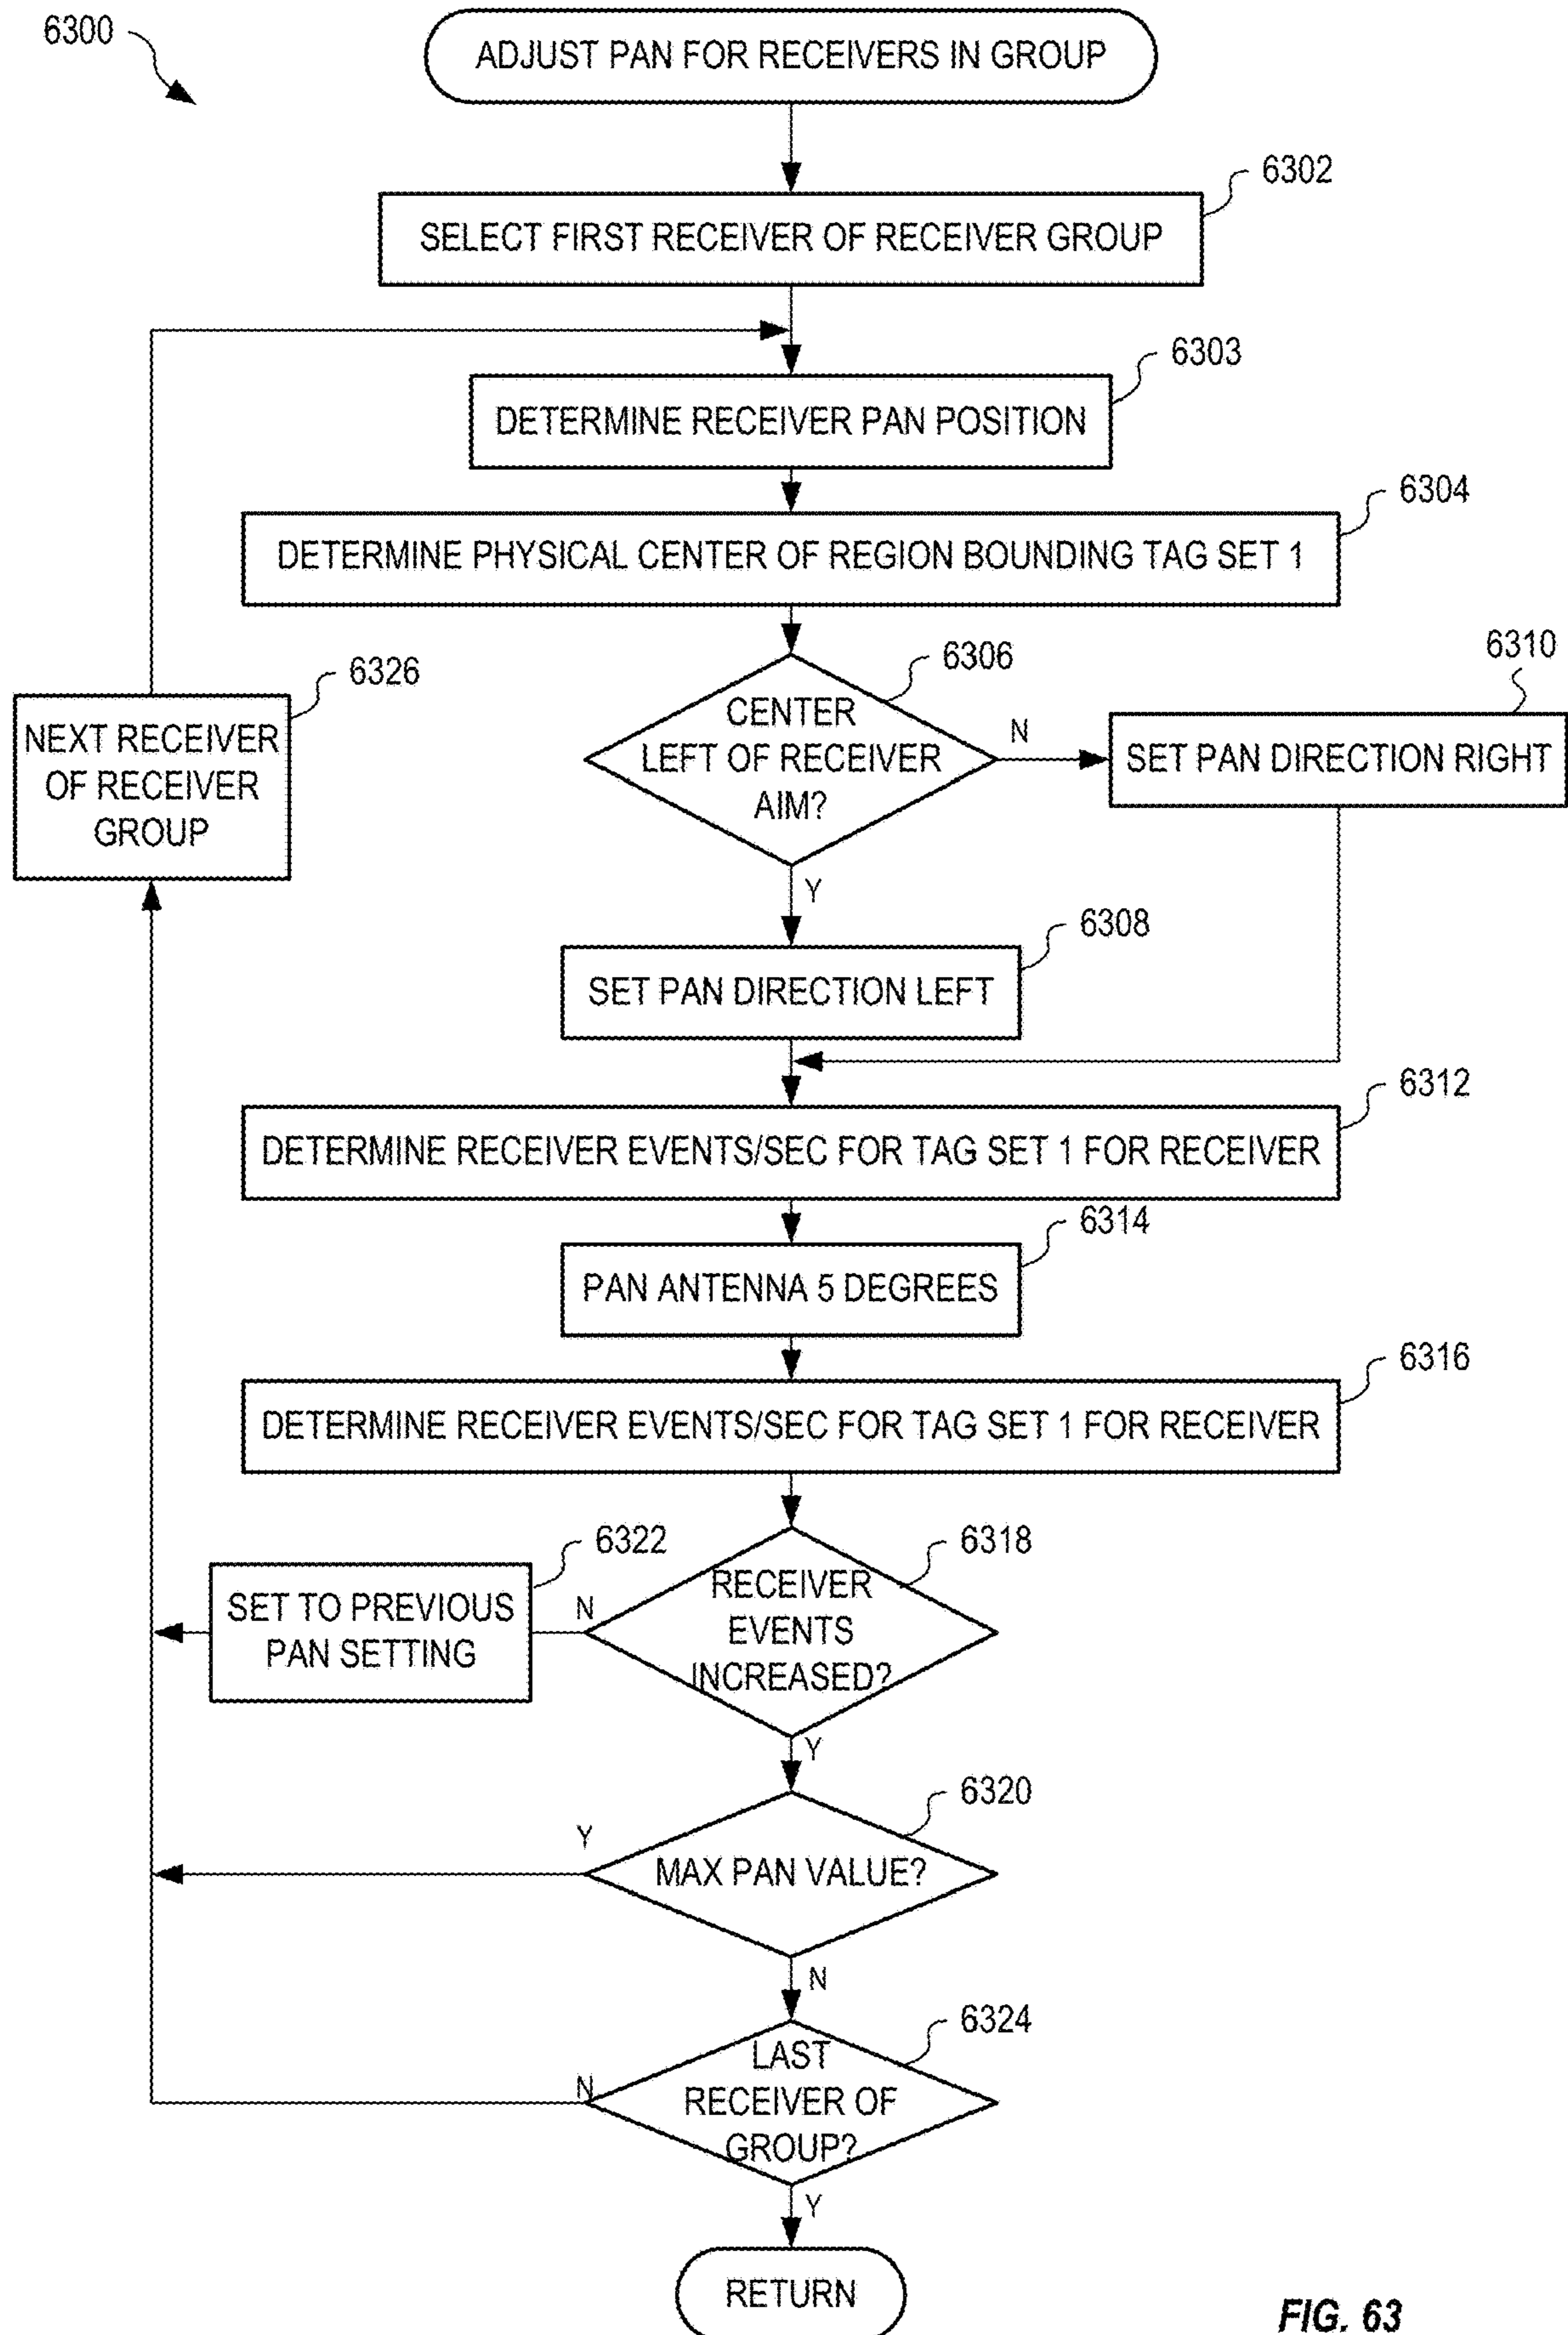 6300
ADJUST PAN FOR RECEIVERS IN GROUP
6302
SELECT FIRST RECEIVER OF RECEIVER GROUP
6303
DETERMINE RECEIVER PAN POSITION
6304
DETERMINE PHYSICAL CENTER OF REGION BOUNDING TAG SET 1
6306
CENTER
LEFT OF RECEIVER
AIM?
N
6310
SET PAN DIRECTION RIGHT
6326
NEXT RECEIVER
OF RECEIVER
GROUP
Y
6308
SET PAN DIRECTION LEFT
6312
DETERMINE RECEIVER EVENTS/SEC FOR TAG SET 1 FOR RECEIVER
6314
PAN ANTENNA 5 DEGREES
6316
DETERMINE RECEIVER EVENTS/SEC FOR TAG SET 1 FOR RECEIVER
6322
SET TO PREVIOUS
PAN SETTING
N
6318
RECEIVER
EVENTS
INCREASED?
Y
6320
Y
MAX PAN VALUE?
N
6324
N
LAST
RECEIVER OF
GROUP?
Y
RETURN
FIG. 63